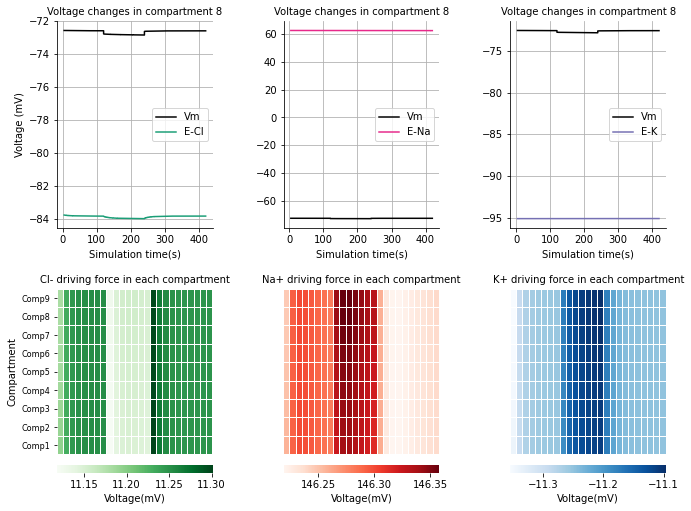 Voltage changes in compartment 8
Voltage changes in compartment 8
Voltage changes in compartment 8
Voltage (mV)
−72
−74
−76
−78
−80
−82
−84
Vm
E-Cl
0
100
200
300
400
Simulation time(s)
60
40
20
0
−20
−40
−60
Vm
E-Na
0
100
200
300
400
Simulation time(s)
−75
−80
−85
−90
−95
Vm
E-K
0
100
200
300
400
Simulation time(s)
Cl- driving force in each compartment
Na+ driving force in each compartment
K+ driving force in each compartment
Compartment
Comp9
Comp8
Comp7
Comp6
Comp5
Comp4
Comp3
Comp2
Comp1
11.15
11.20
11.25
11.30
Voltage(mV)
146.25
146.30
146.35
Voltage(mV)
−11.3
−11.2
−11.1
Voltage(mV)